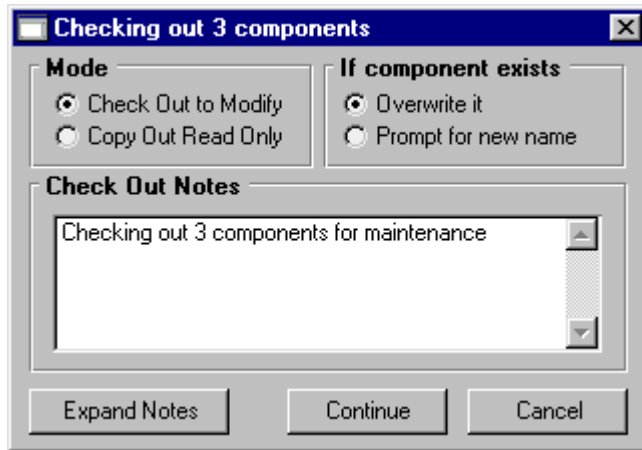 Checking out 3 components
Mode
Check Out to Modify
Copy Out Read Only
If component exists
Overwrite it
Prompt for new name
Check Out Notes
Checking out 3 components for maintenance
Expand Notes
Continue
Cancel